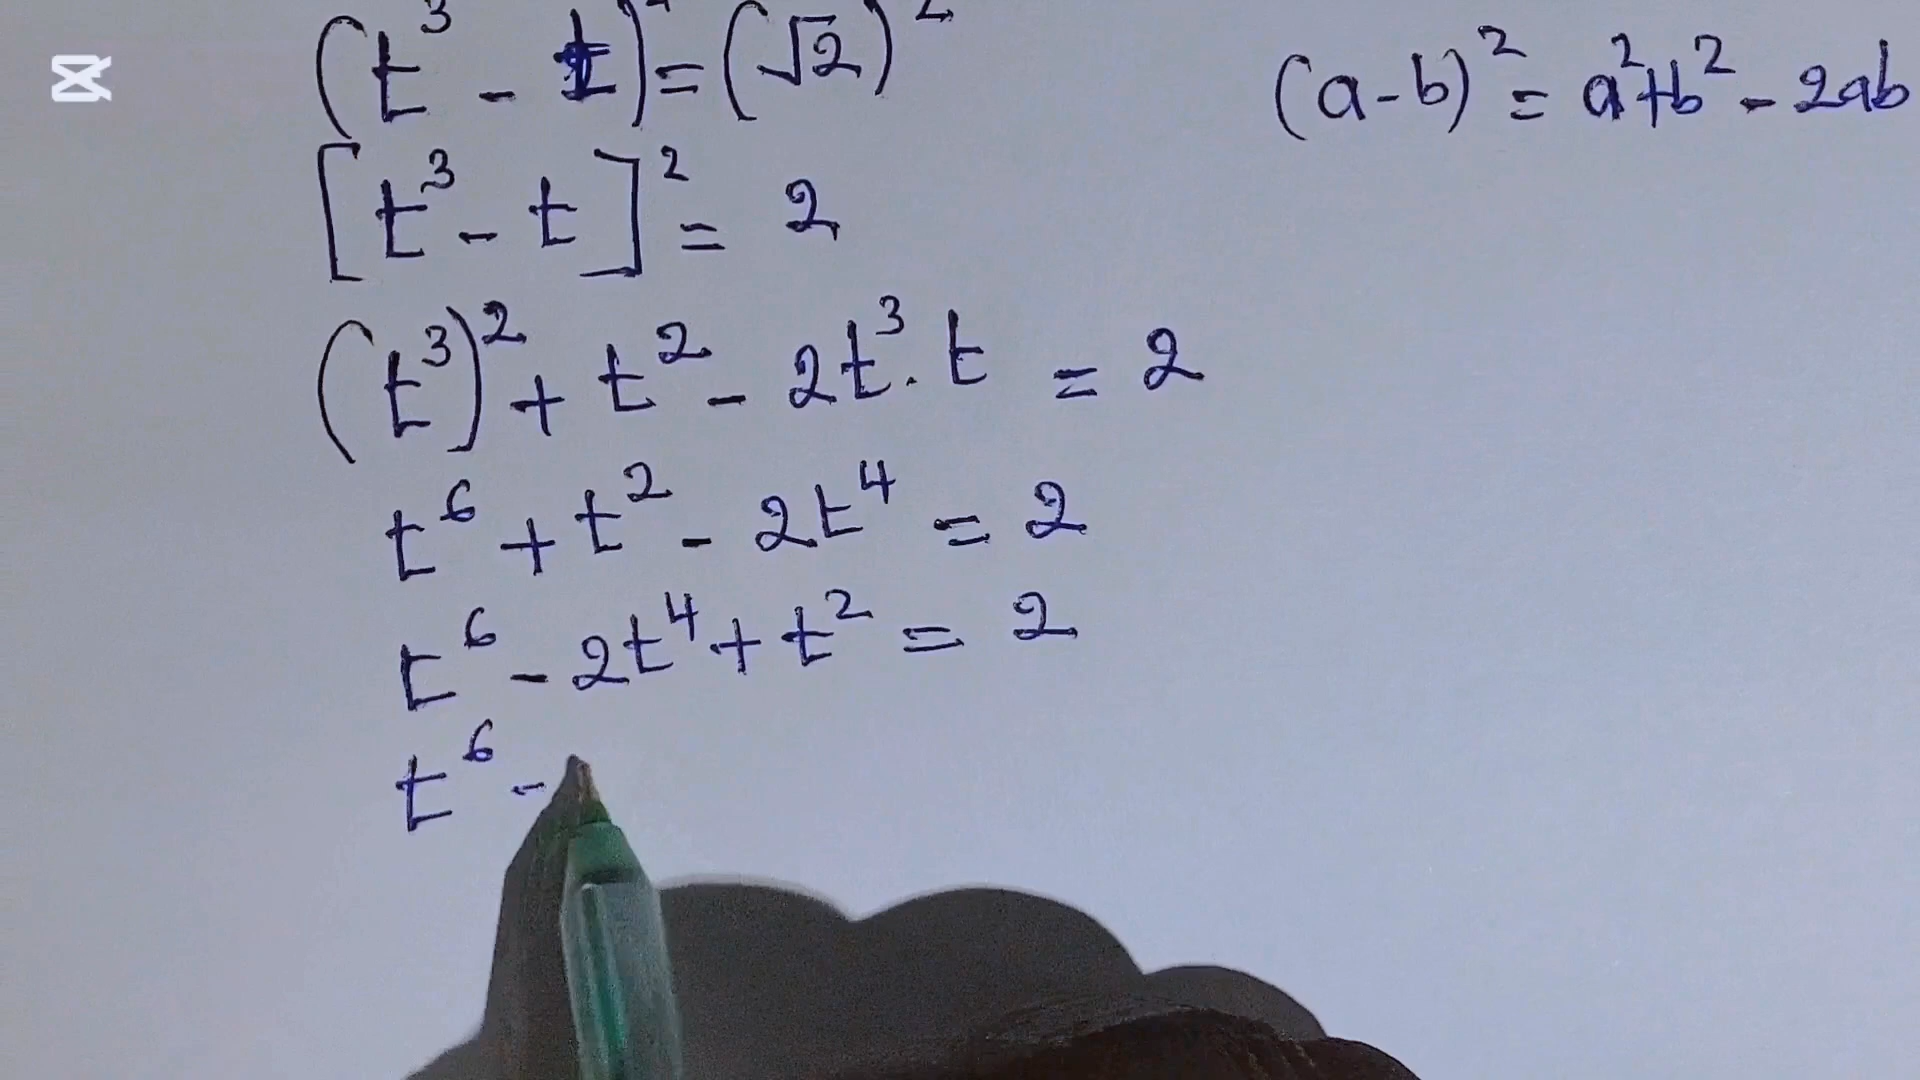 (t³ - t)² = (√2)²
(a-b)² = a²+b² - 2ab
[t³ - t]² = 2
(t³)² + t² - 2t³ . t = 2
t⁶ + t² - 2t⁴ = 2
t⁶ - 2t⁴ + t² = 2
t⁶ -